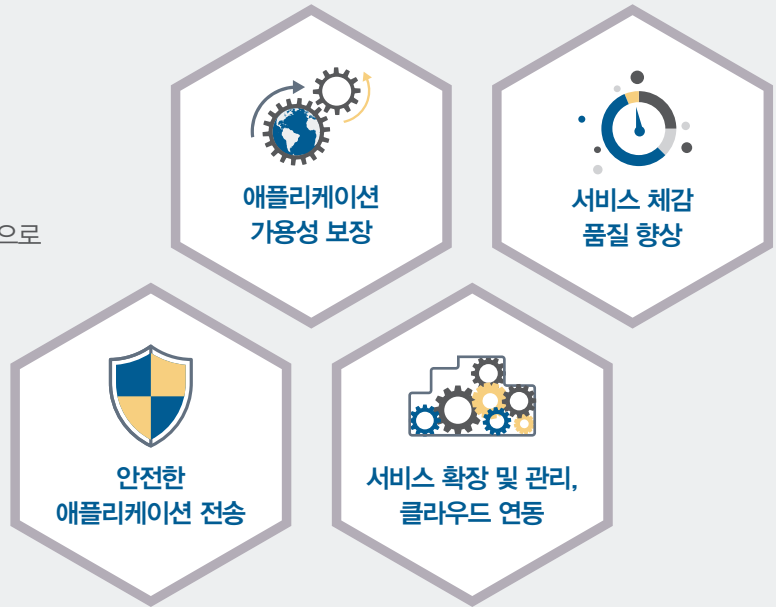 애플리케이션
가용성 보장
서비스 체감
품질 향상
으로
안전한
애플리케이션 전송
서비스 확장 및 관리,
클라우드 연동